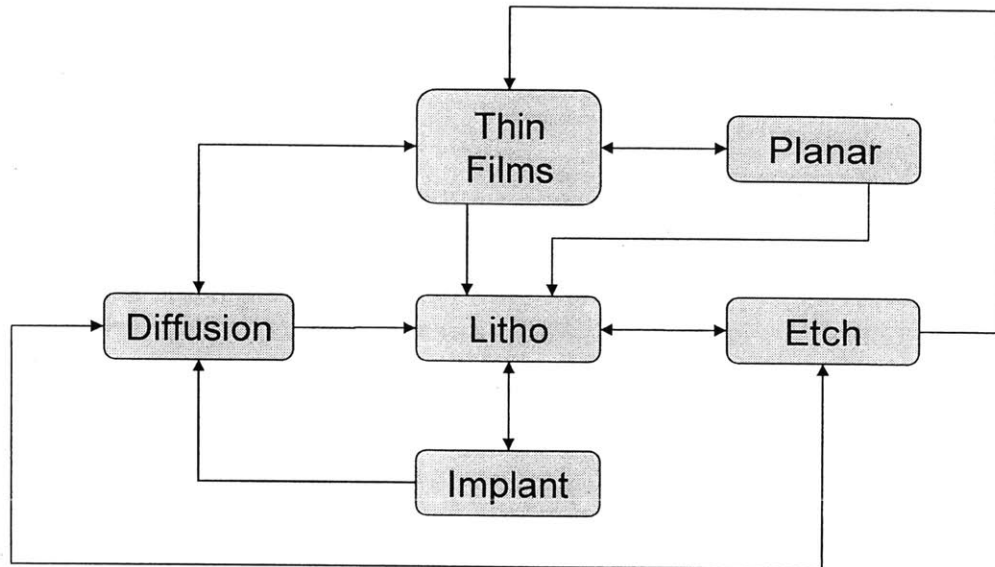 Thin
Films
Planar
Diffusion
Litho
Etch
Implant